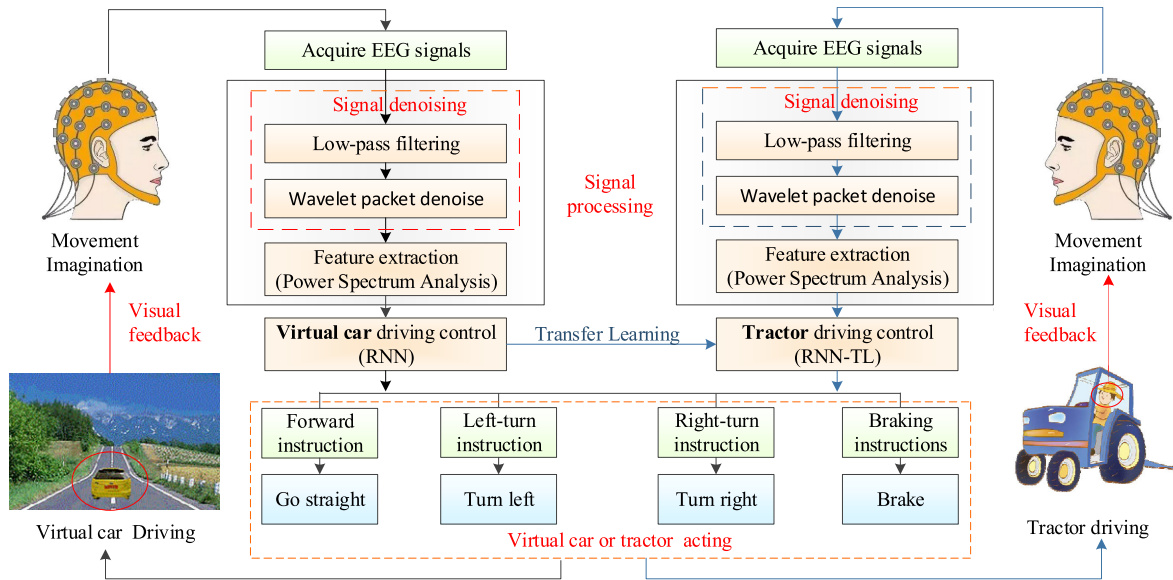 Acquire EEG signals
Signal denoising
Low-pass filtering
Wavelet packet denoise
Feature extraction
(Power Spectrum Analysis)
Virtual car driving control
(RNN)
Movement
Imagination
Visual
feedback
Virtual car Driving
Signal
processing
Transfer Learning
Acquire EEG signals
Signal denoising
Low-pass filtering
Wavelet packet denoise
Feature extraction
(Power Spectrum Analysis)
Tractor driving control
(RNN-TL)
Movement
Imagination
Visual
feedback
Tractor driving
Forward
instruction
Go straight
Left-turn
instruction
Turn left
Right-turn
instruction
Turn right
Braking
instructions
Brake
Virtual car or tractor acting